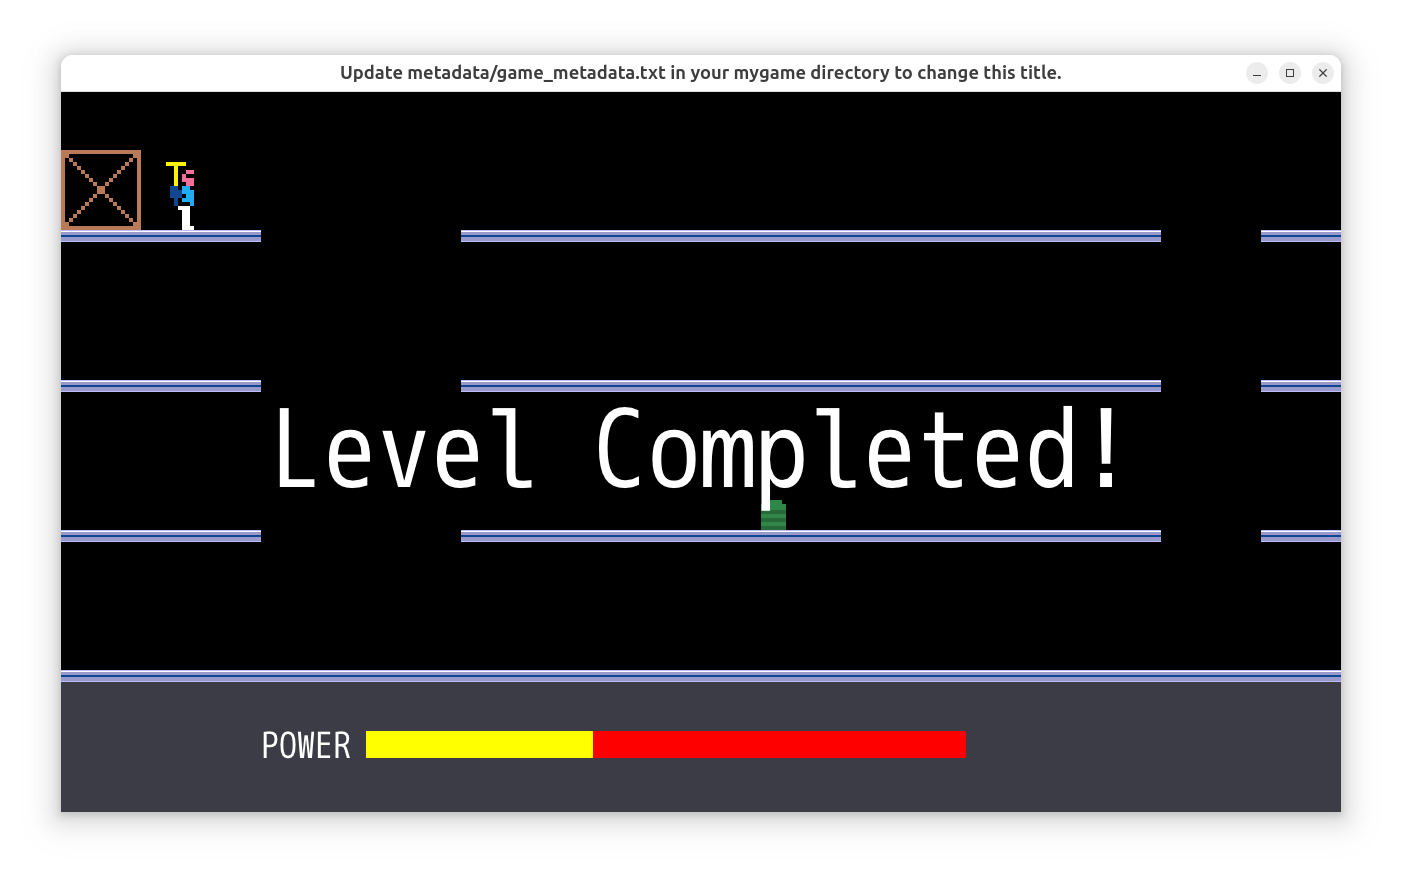 Update metadata/game_metadata.txt in your mygame directory to change this title.
Level Completed!
POWER